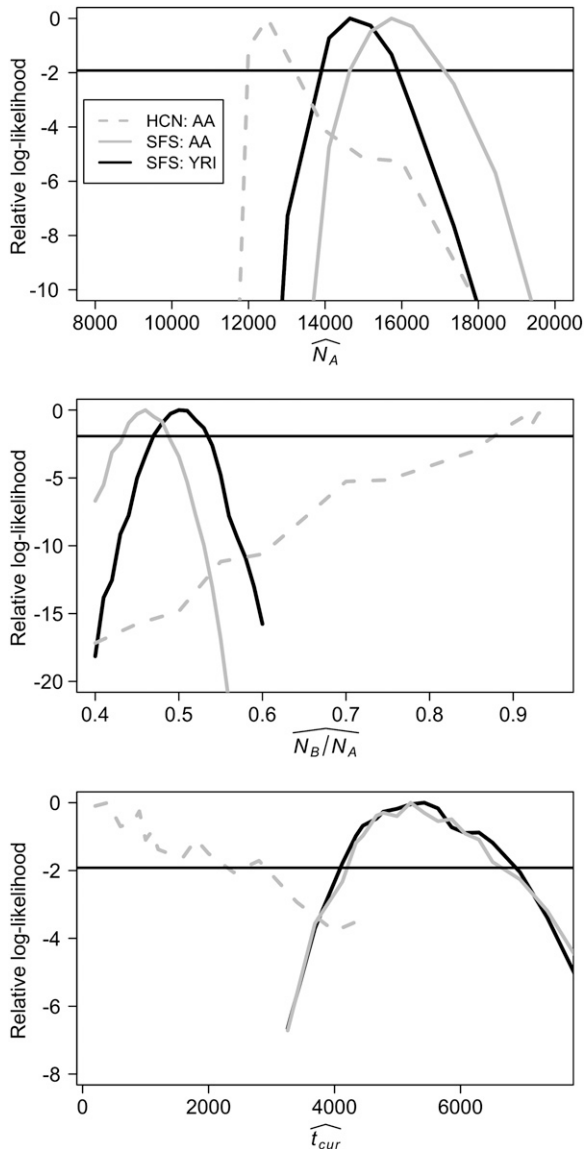 Relative log-likelihood
0
-2
-4
-6
-8
-10
HCN: AA
SFS: AA
SFS: YRI
8000 10000 12000 14000 16000 18000 20000
N_A
Relative log-likelihood
0
-5
-10
-15
-20
0.4 0.5 0.6 0.7 0.8 0.9
N_B/N_A
Relative log-likelihood
0
-2
-4
-6
-8
0 2000 4000 6000
t_cur